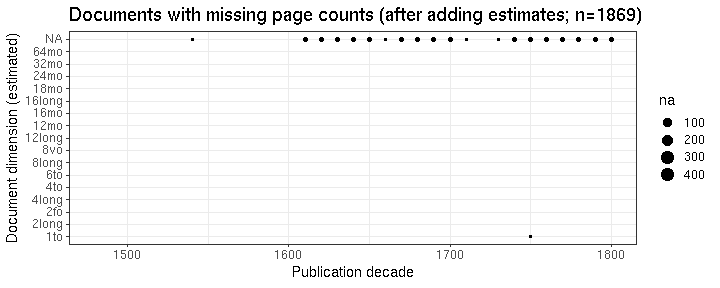 Documents with missing page counts (after adding estimates; n=1869)
Document dimension (estimated)
NA
64mo
32mo
24mo
18mo
16long
16mo
12mo
12long
8vo
8long
6to
4to
4long
2fo
2long
1to
1500
1600
1700
1800
Publication decade
na
100
200
300
400